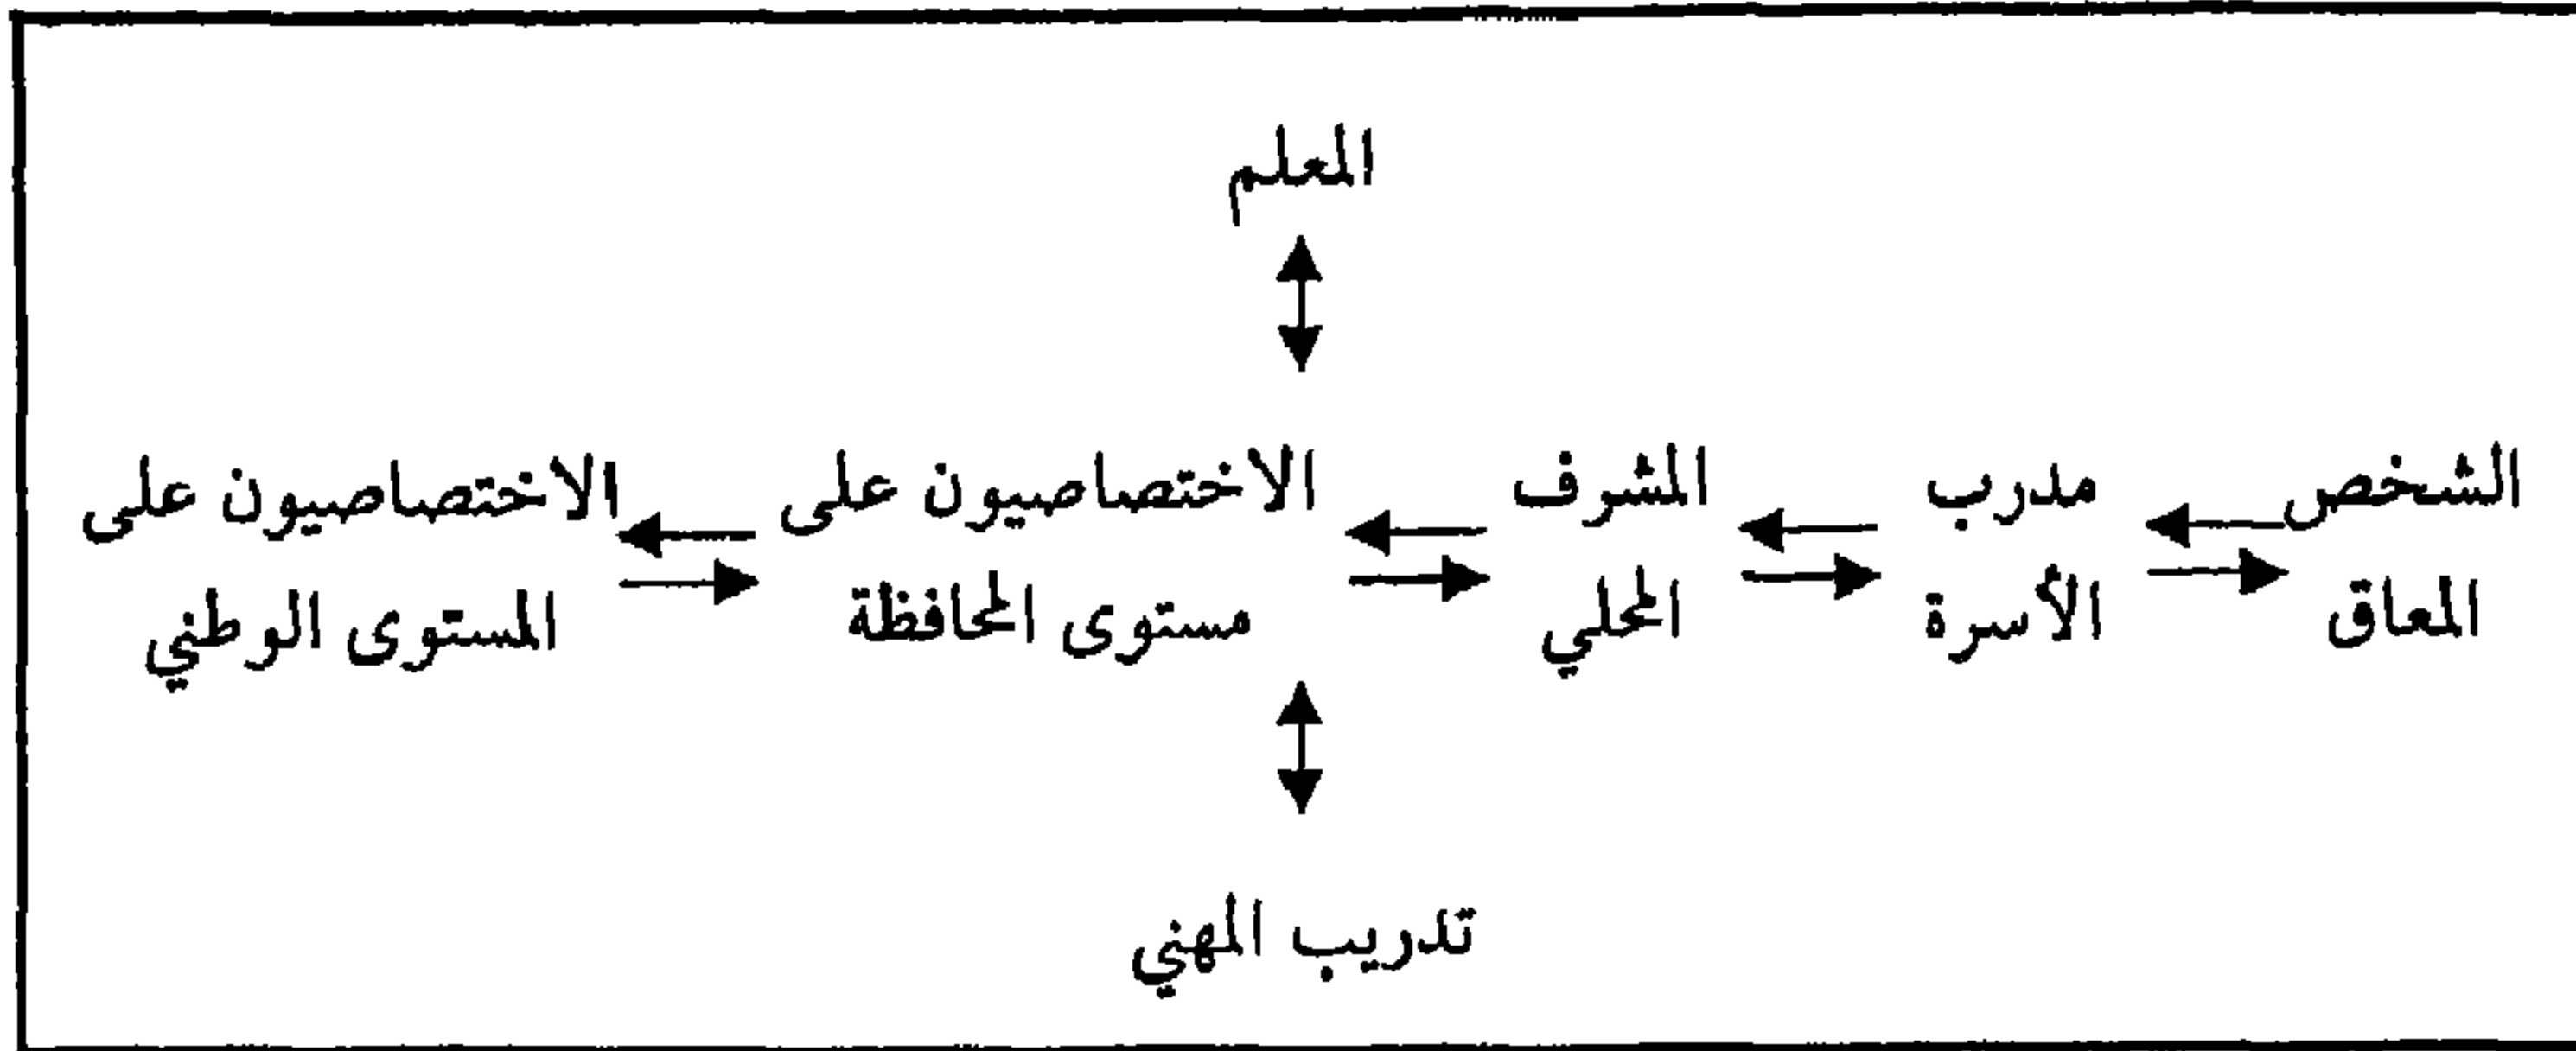 المعلم
الشخص مدرب المشرف الاختصاصيون على الاختصاصيون على
المعاق الأسرة المحلي مستوى المحافظة المستوى الوطني
تدريب المهني